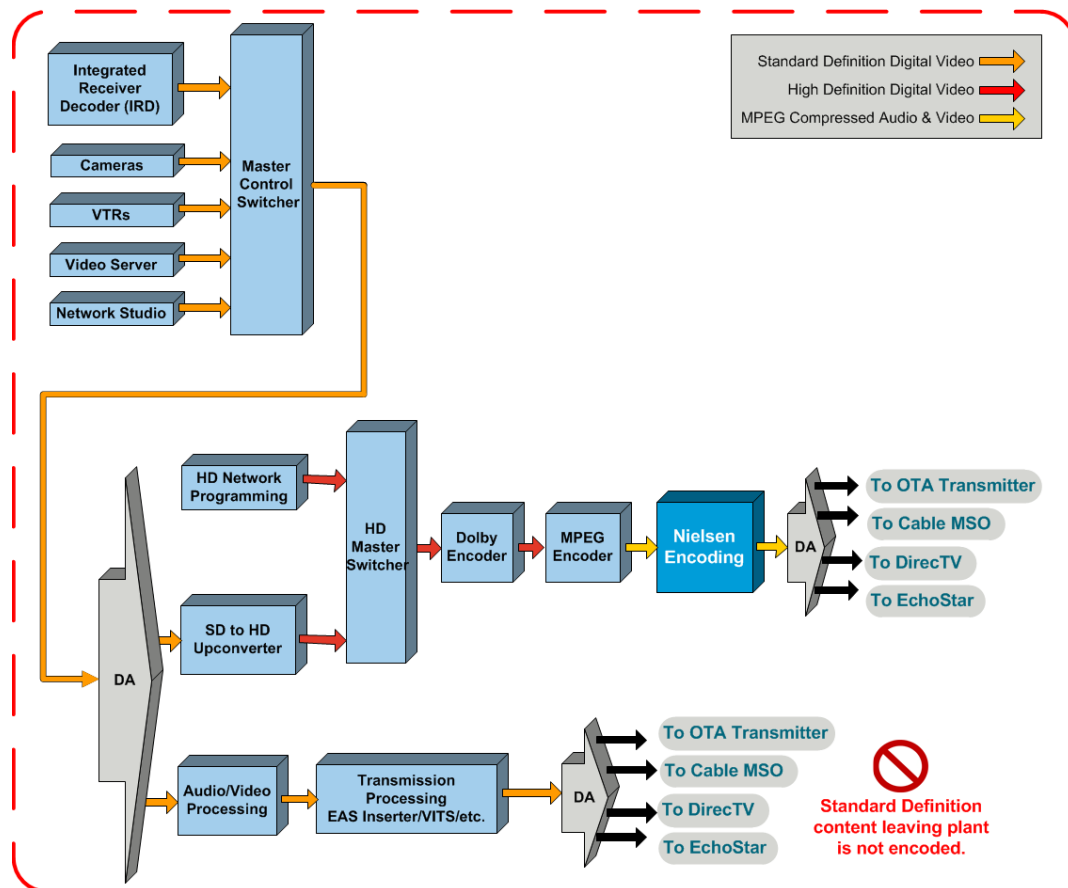 Integrated
Receiver
Decoder (IRD)
Cameras
VTRs
Video Server
Network Studio
Master
Control
Switcher
Standard Definition Digital Video
High Definition Digital Video
MPEG Compressed Audio & Video
HD Network
Programming
SD to HD
Upconverter
HD
Master
Switcher
Dolby
Encoder
MPEG
Encoder
Nielsen
Encoding
DA
To OTA Transmitter
To Cable MSO
To DirecTV
To EchoStar
DA
Audio/Video
Processing
Transmission
Processing
EAS Inserter/VITS/etc.
DA
To OTA Transmitter
To Cable MSO
To DirecTV
To EchoStar
Standard Definition
content leaving plant
is not encoded.